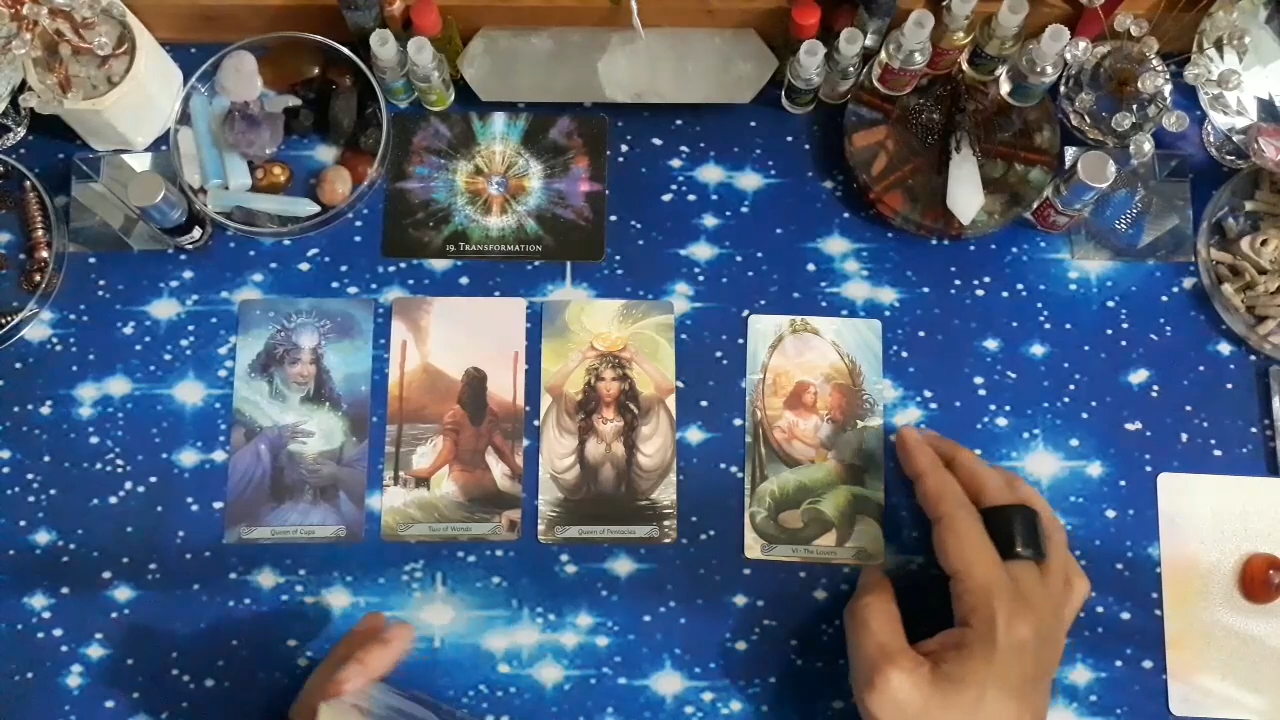 19. Transformation
Queen of Cups
Two of Wands
Queen of Pentacles
VI - The Lovers